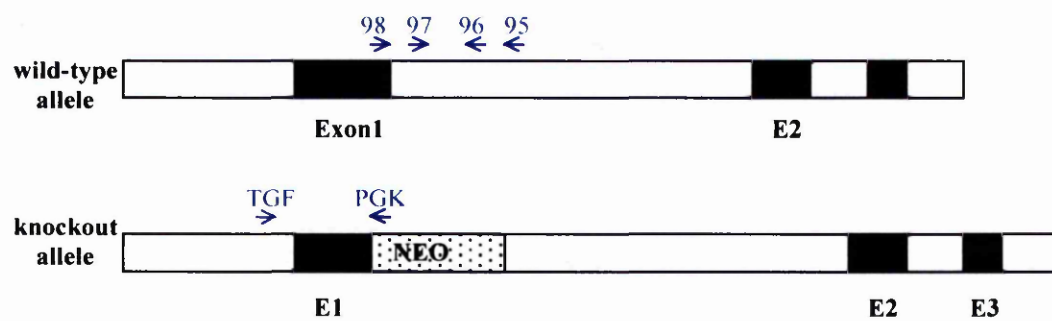 98 97 96 95
wild-type
allele
Exon1 E2
TGF PGK
knockout
allele
NEO
E1 E2 E3